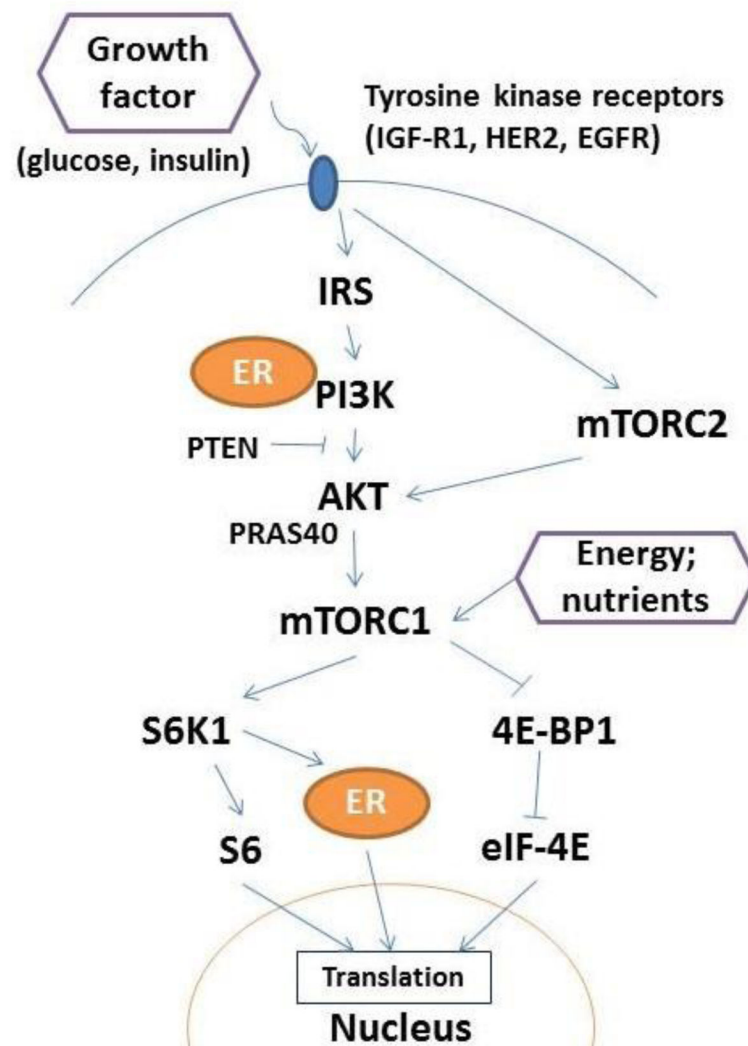 Growth
factor
(glucose, insulin)
Tyrosine kinase receptors
(IGF-R1, HER2, EGFR)
IRS
ER
PI3K
PTEN
mTORC2
AKT
PRAS40
Energy;
nutrients
mTORC1
S6K1
4E-BP1
ER
S6
eIF-4E
Translation
Nucleus